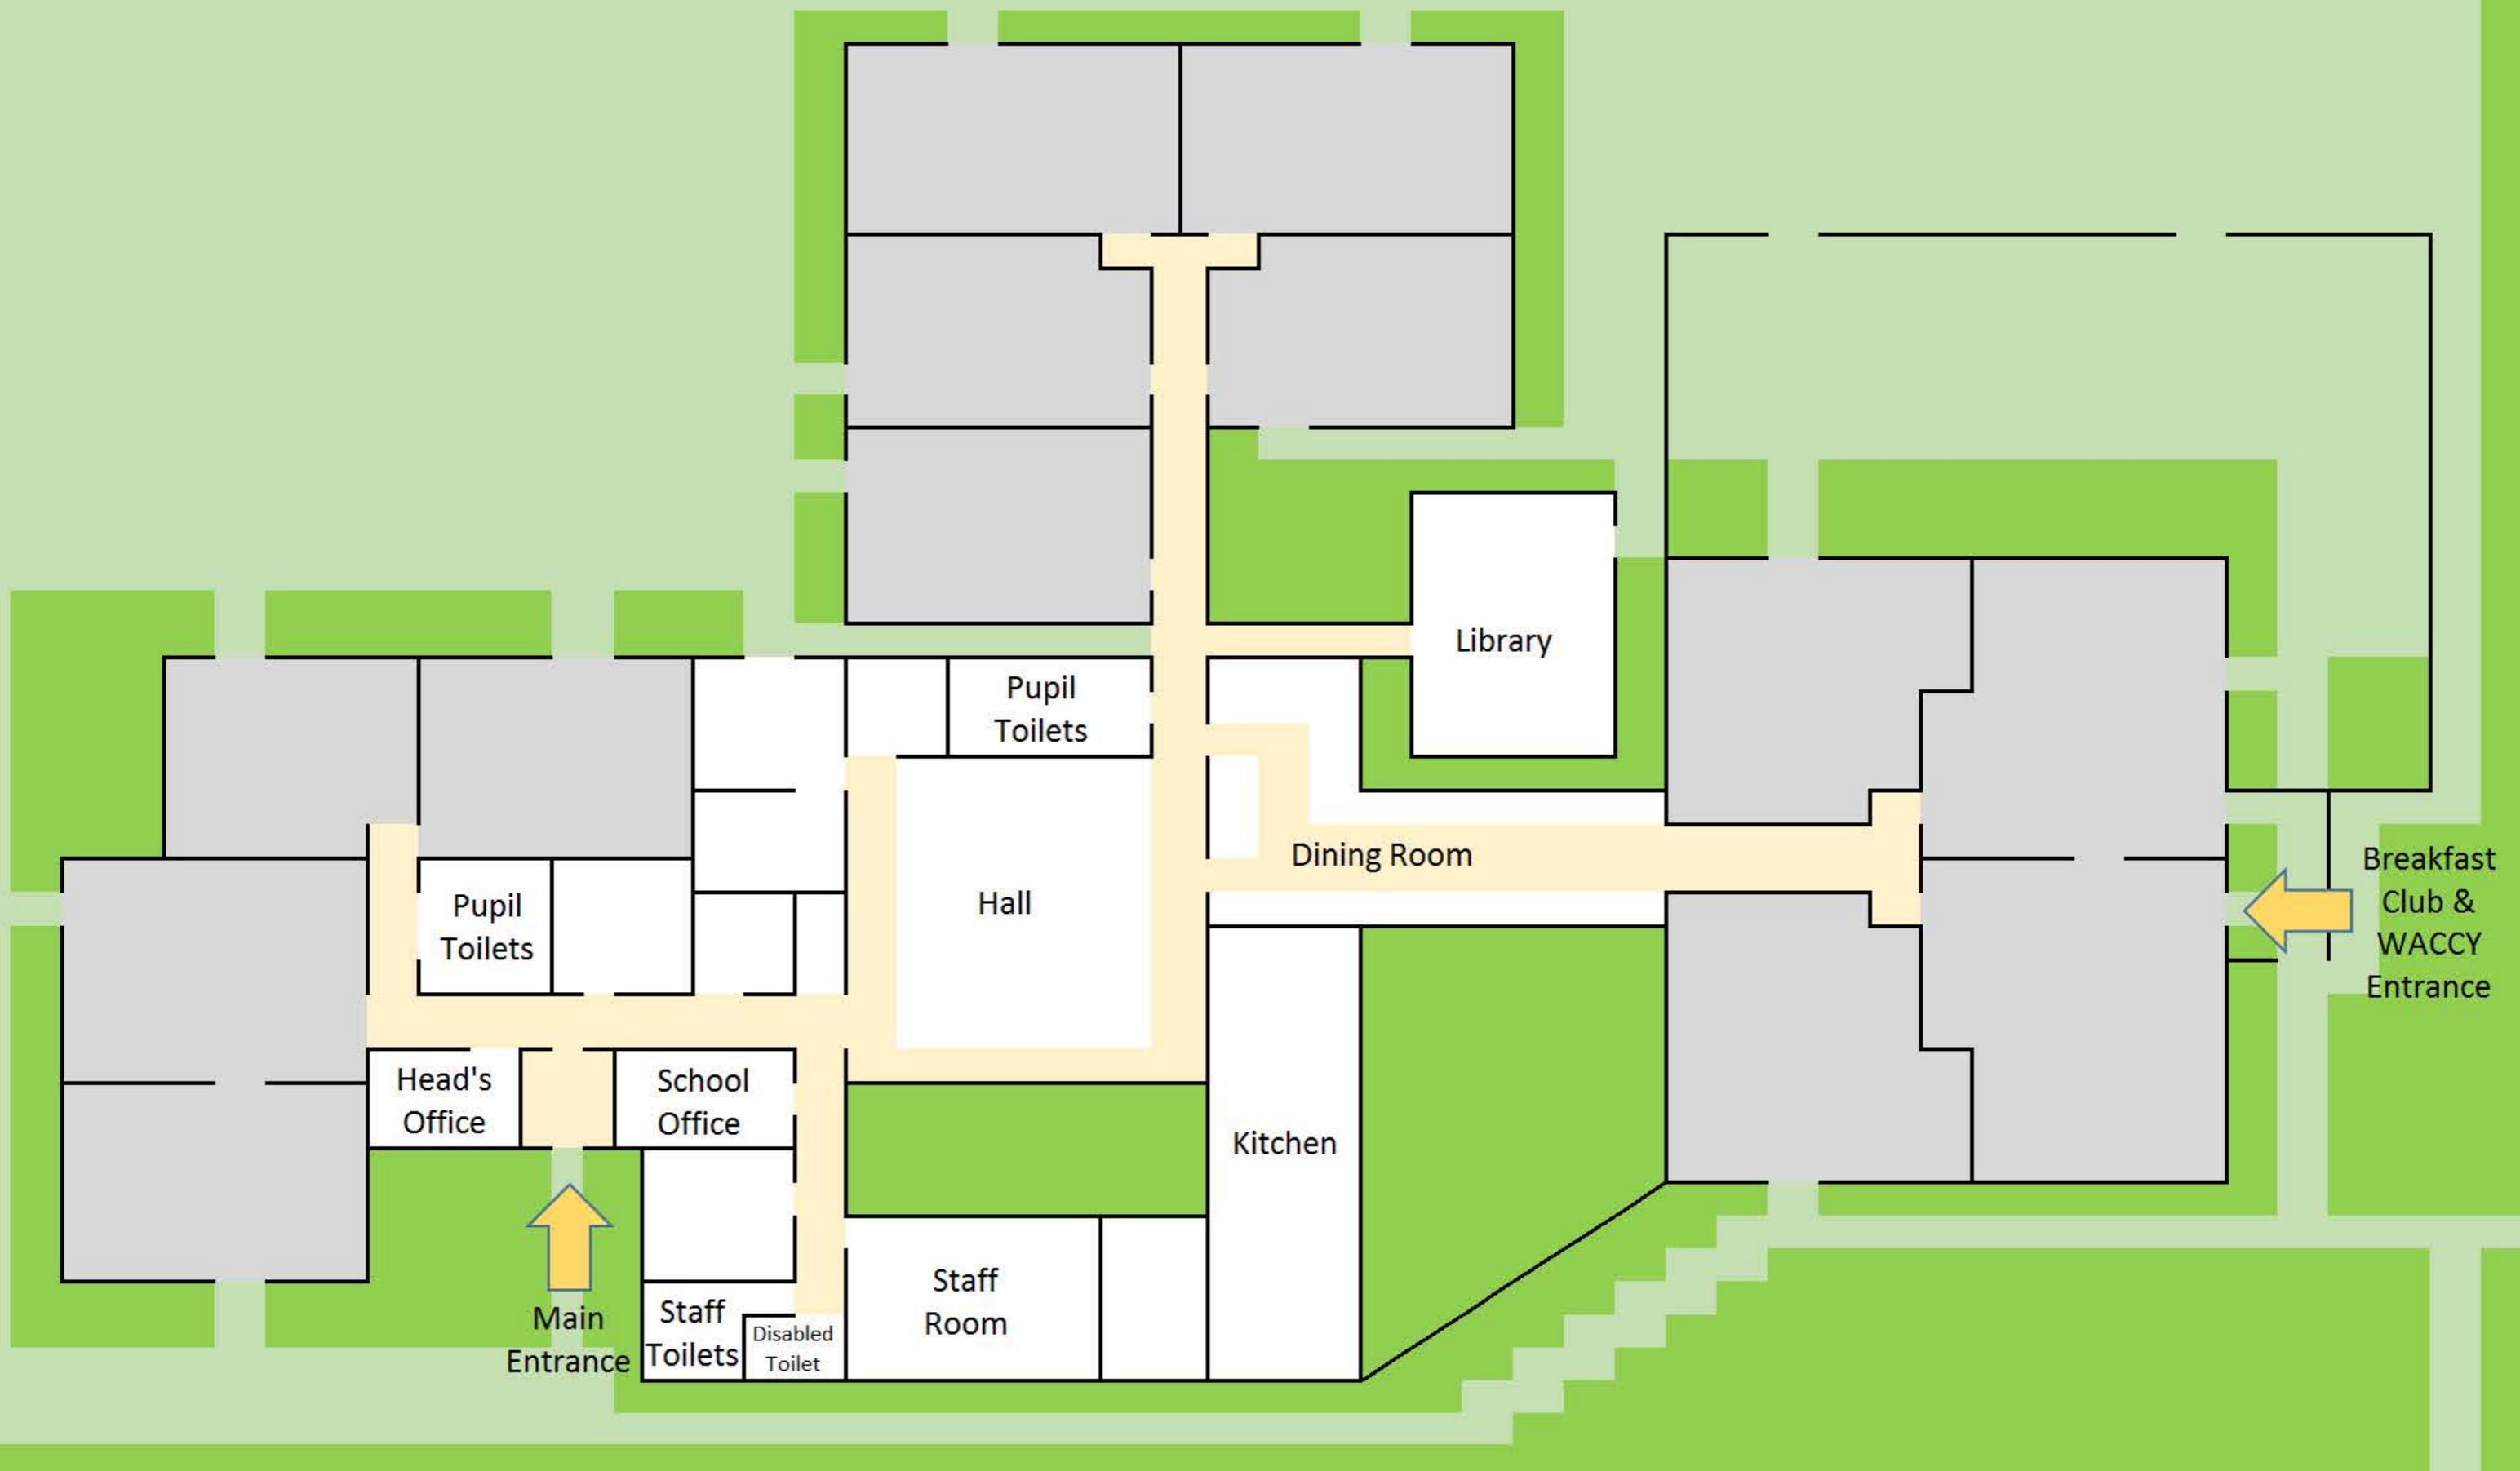 Library
Pupil
Toilets
Dining Room
Hall
Pupil
Toilets
Breakfast
Club &
WACCY
Entrance
Head's
Office
School
Office
Kitchen
Staff
Room
Main
Entrance
Staff
Toilets
Disabled
Toilet